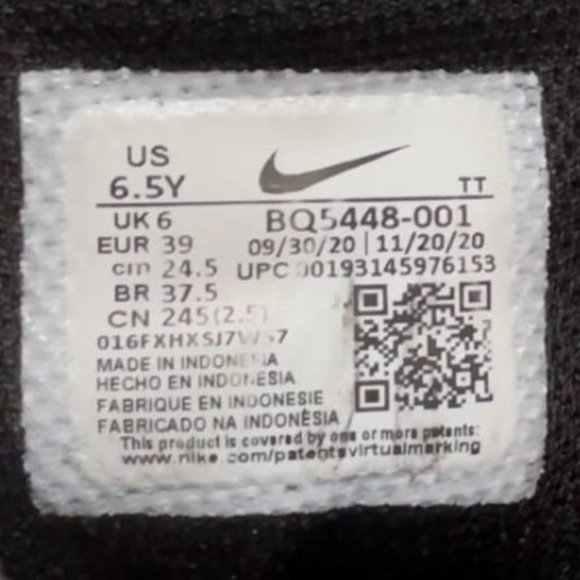 US
6.5Y
TT
UK 6
BQ5448-001
EUR 39
09/30/20 | 11/20/20
cm 24.5
UPC 00193145976153
BR 37.5
CN 245(2.5)
MADE IN INDONESIA
HECHO EN INDONESIA
FABRIQUE EN INDONESIE
FABRICADO NA INDONÉSIA
This product is covered by one or more patents:
www.nike.com/patentsvirtualmarking